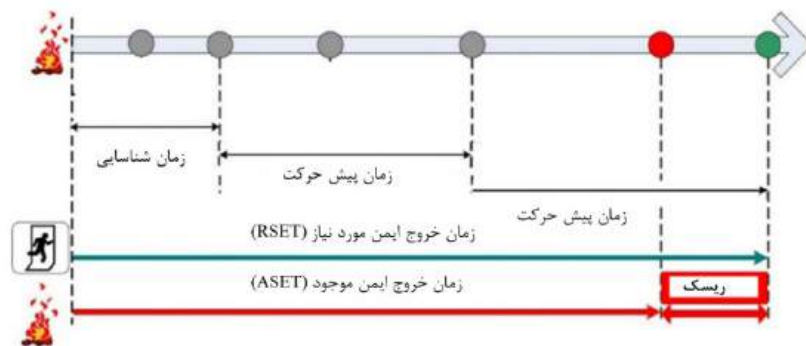 زمان شناسایی
زمان پیش حرکت
زمان پیش حرکت
زمان خروج ایمن مورد نیاز (RSET)
زمان خروج ایمن موجود (ASET)
ریسک